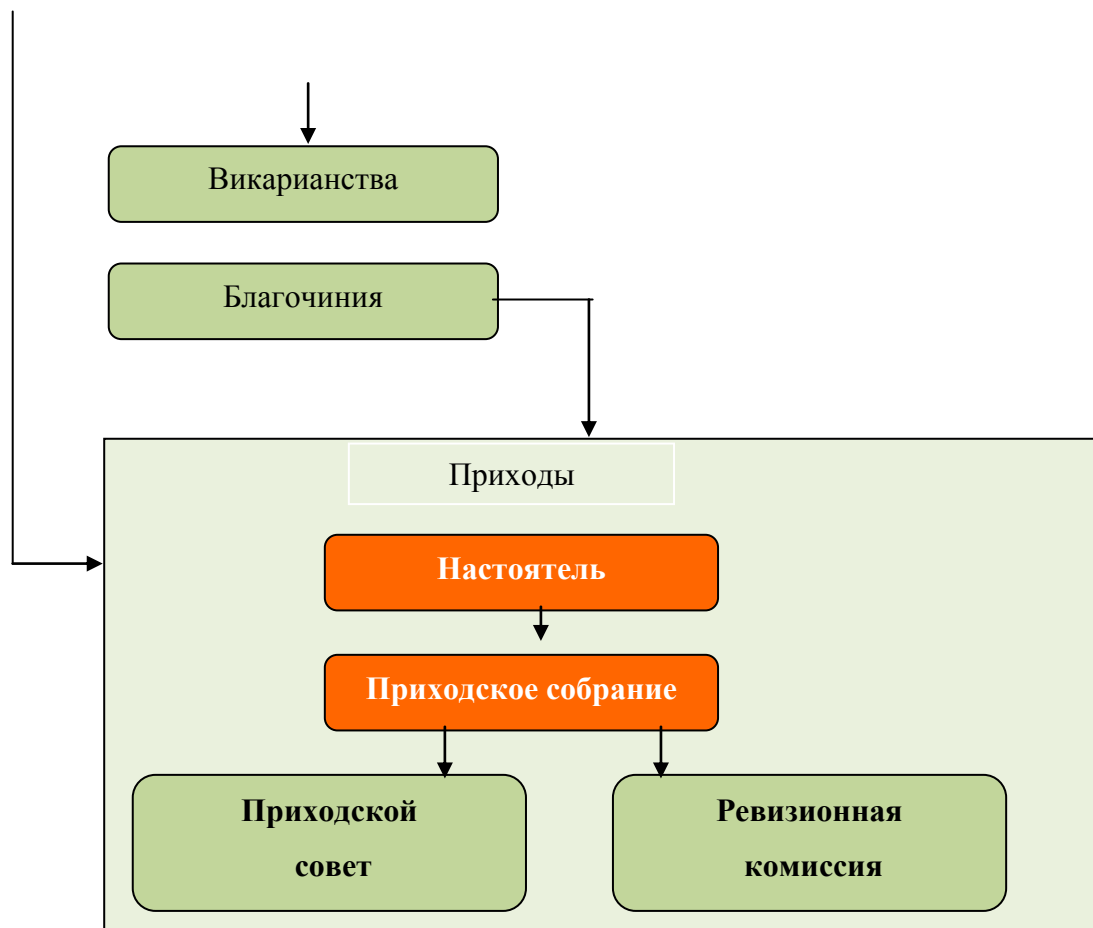 Викарианства
Благочиния
Приходы
Настоятель
Приходское собрание
Приходской
совет
Ревизионная
комиссия